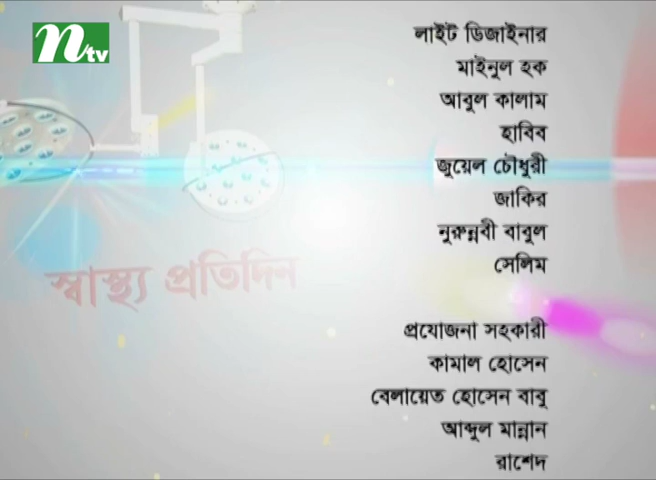 ntv
লাইট ডিজাইনার
মাইনুল হক
আবুল কালাম
হাবিব
জুয়েল চৌধুরী
জাকির
নুরুন্নবী বাবুল
সেলিম
স্বাস্থ্য প্রতিদিন
প্রযোজনা সহকারী
কামাল হোসেন
বেলায়েত হোসেন বাবু
আব্দুল মান্নান
রাশেদ